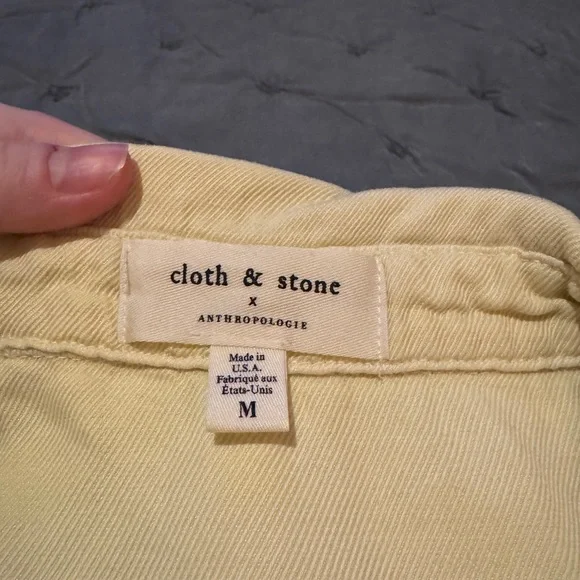 cloth & stone
x
ANTHROPOLOGIE
Made in
U.S.A.
Fabriqué aux
États-Unis
M